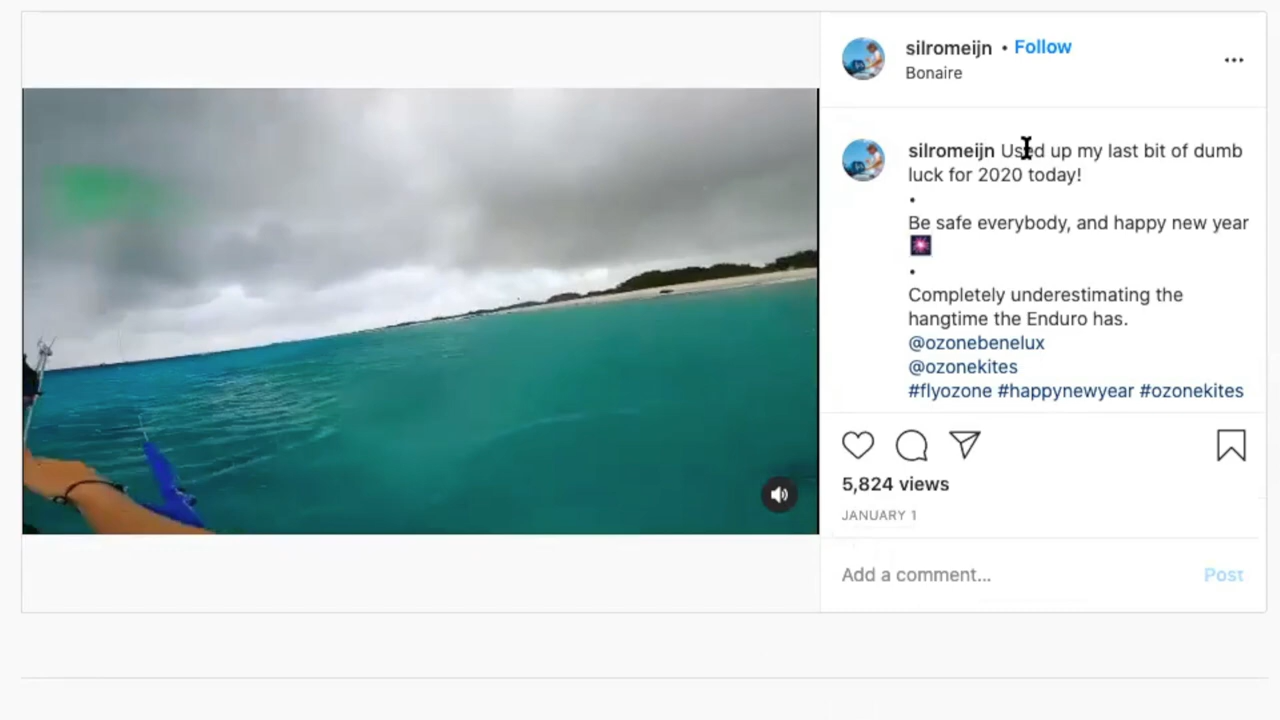 silromeijn • Follow
Bonaire
silromeijn Used up my last bit of dumb
luck for 2020 today!
•
Be safe everybody, and happy new year
🎆
•
Completely underestimating the
hangtime the Enduro has.
@ozonebenelux
@ozonekites
#flyozone #happynewyear #ozonekites
5,824 views
JANUARY 1
Add a comment... Post